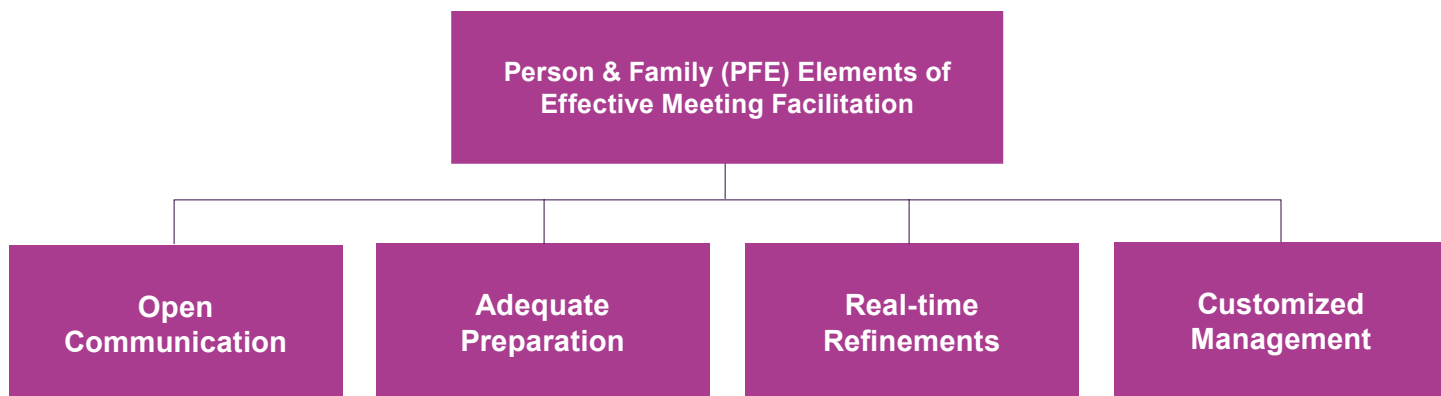 Person & Family (PFE) Elements of
Effective Meeting Facilitation
Open
Communication
Adequate
Preparation
Real-time
Refinements
Customized
Management